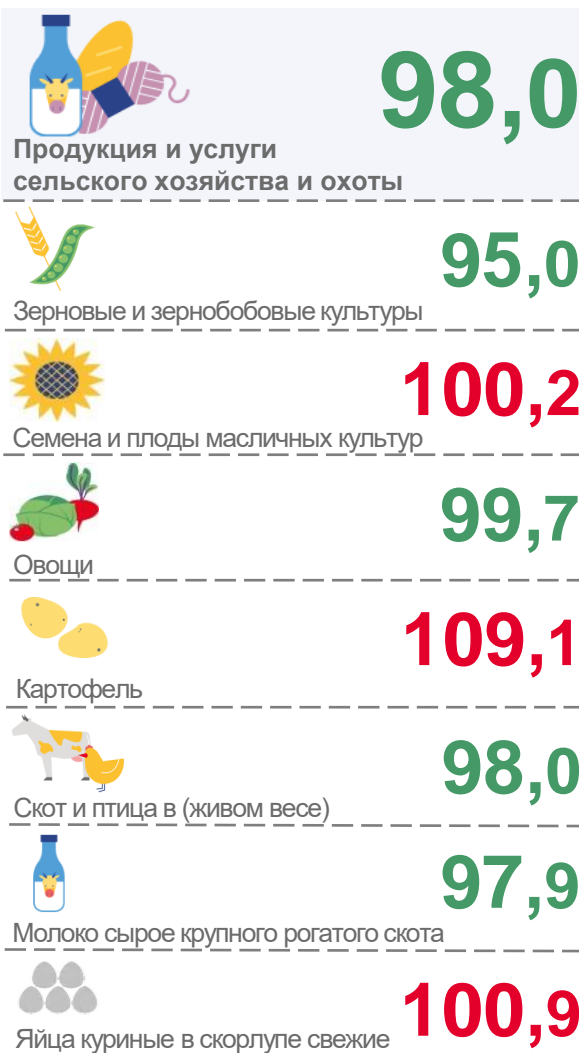 98,0
Продукция и услуги
сельского хозяйства и охоты
95,0
Зерновые и зернобобовые культуры
100,2
Семена и плоды масличных культур
99,7
Овощи
109,1
Картофель
98,0
Скот и птица в (живом весе)
97,9
Молоко сырое крупного рогатого скота
100,9
Яйца куриные в скорлупе свежие